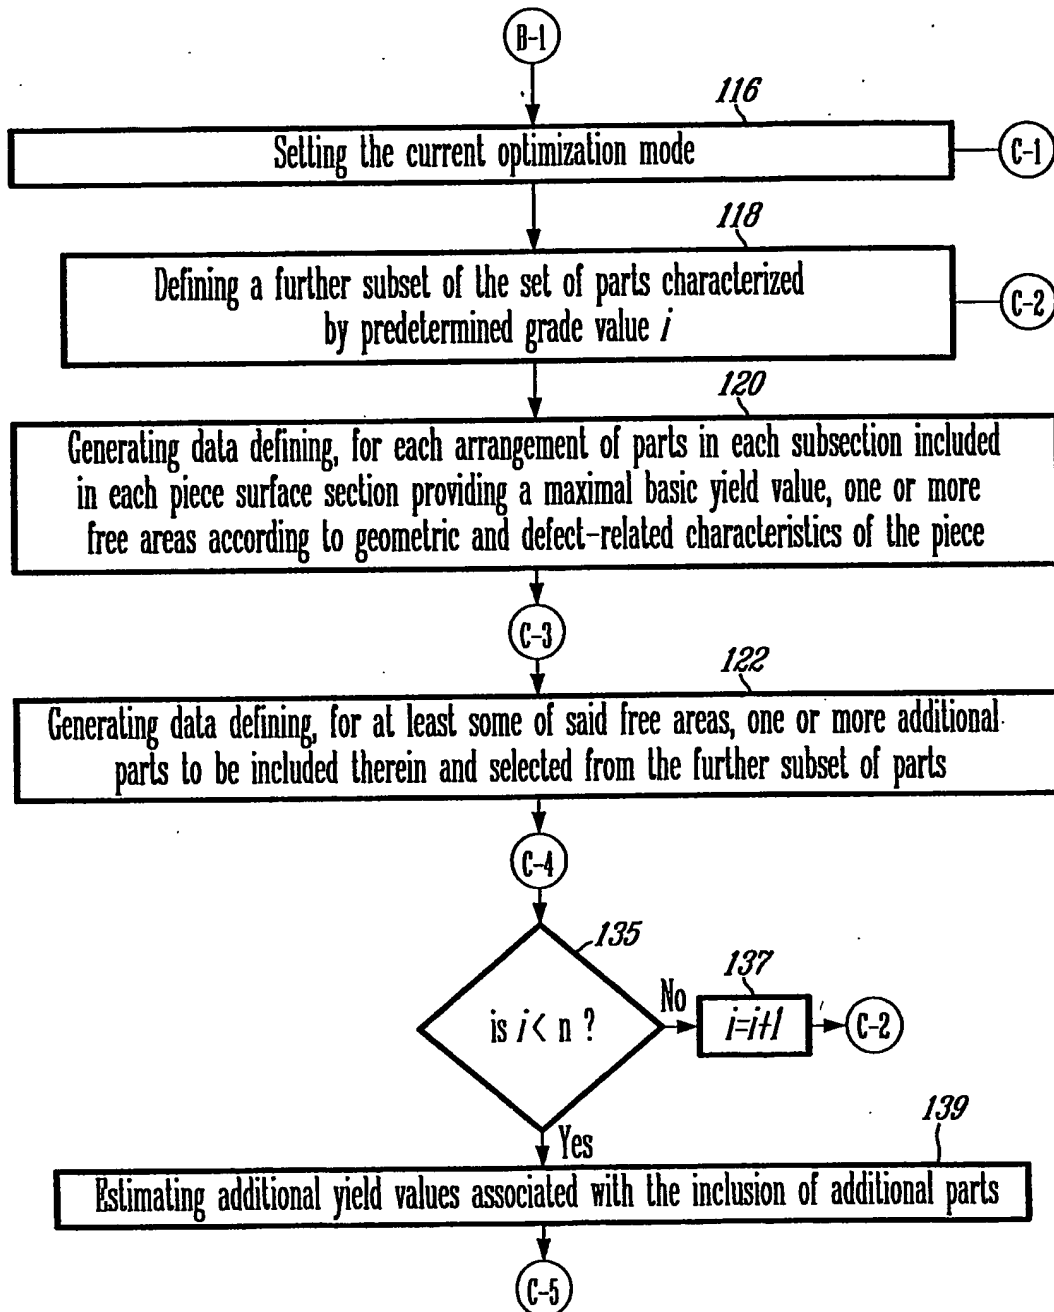 B-1
116
Setting the current optimization mode
C-1
118
Defining a further subset of the set of parts characterized
by predetermined grade value i
C-2
120
Generating data defining, for each arrangement of parts in each subsection included
in each piece surface section providing a maximal basic yield value, one or more
free areas according to geometric and defect-related characteristics of the piece
C-3
122
Generating data defining, for at least some of said free areas, one or more additional
parts to be included therein and selected from the further subset of parts
C-4
135
is i < n ?
No
137
i=i+1
C-2
Yes
139
Estimating additional yield values associated with the inclusion of additional parts
C-5